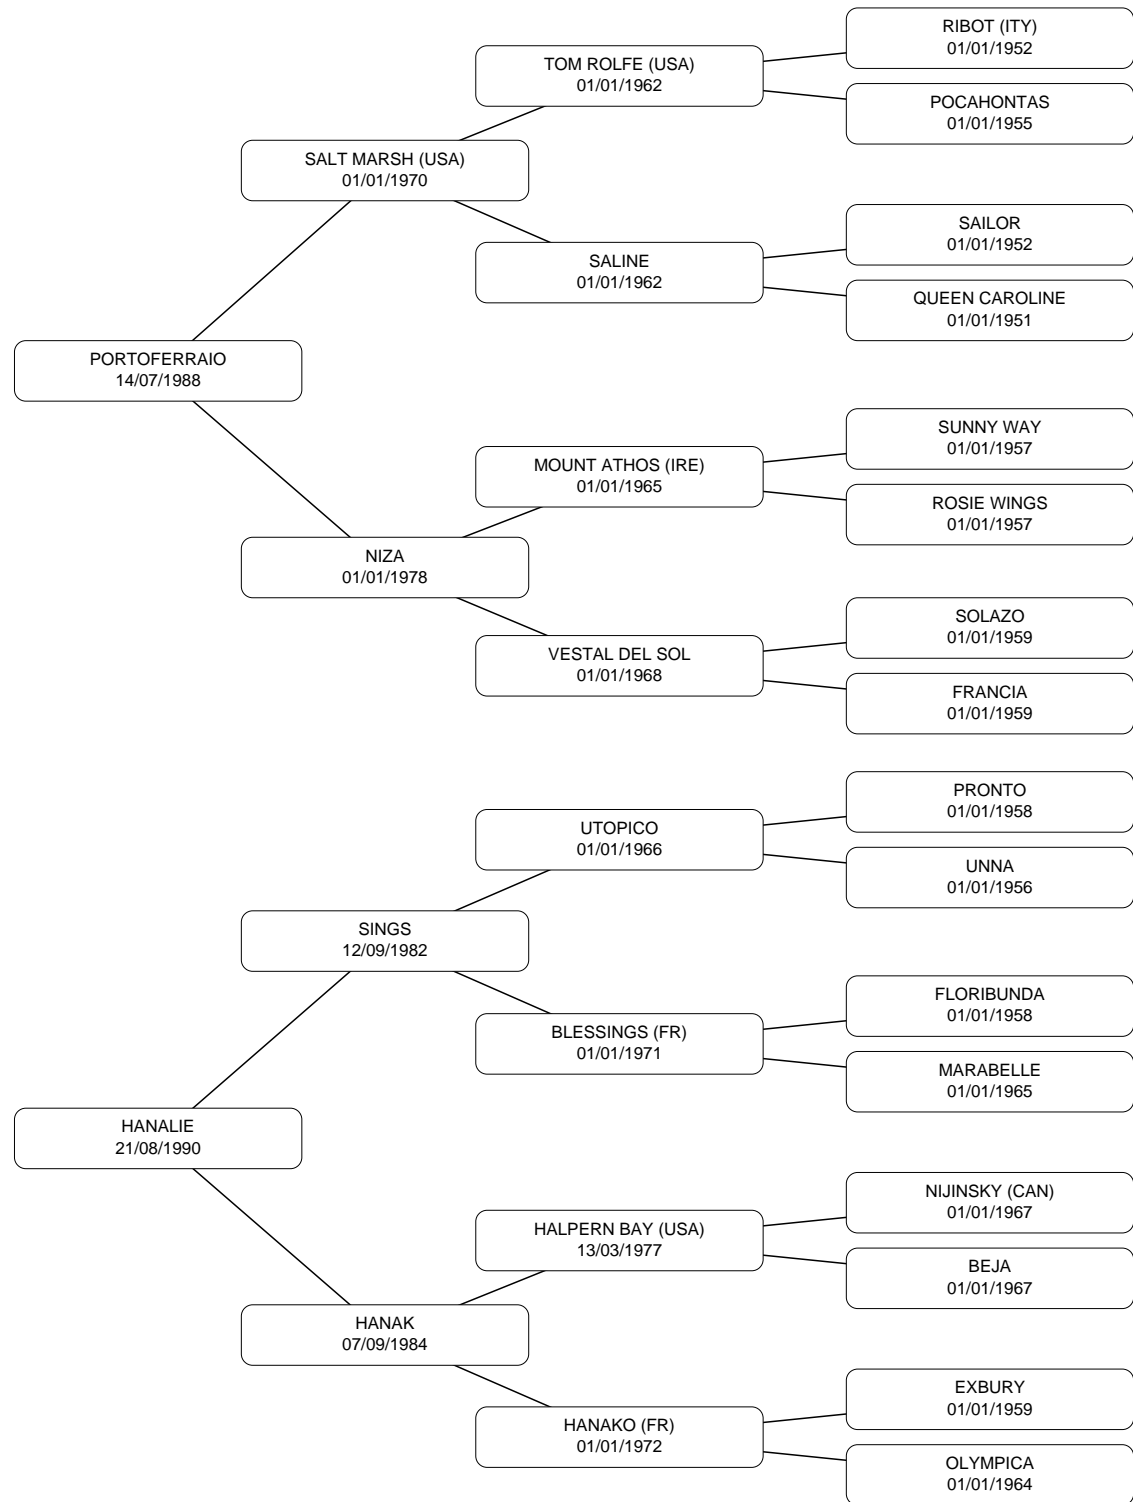 RIBOT (ITY)
01/01/1952
TOM ROLFE (USA)
01/01/1962
POCAHONTAS
01/01/1955
SALT MARSH (USA)
01/01/1970
SAILOR
01/01/1952
SALINE
01/01/1962
QUEEN CAROLINE
01/01/1951
PORTOFERRAIO
14/07/1988
SUNNY WAY
01/01/1957
MOUNT ATHOS (IRE)
01/01/1965
ROSIE WINGS
01/01/1957
NIZA
01/01/1978
SOLAZO
01/01/1959
VESTAL DEL SOL
01/01/1968
FRANCIA
01/01/1959
PRONTO
01/01/1958
UTOPICO
01/01/1966
UNNA
01/01/1956
SINGS
12/09/1982
FLORIBUNDA
01/01/1958
BLESSINGS (FR)
01/01/1971
MARABELLE
01/01/1965
HANALIE
21/08/1990
NIJINSKY (CAN)
01/01/1967
HALPERN BAY (USA)
13/03/1977
BEJA
01/01/1967
HANAK
07/09/1984
EXBURY
01/01/1959
HANAKO (FR)
01/01/1972
OLYMPICA
01/01/1964